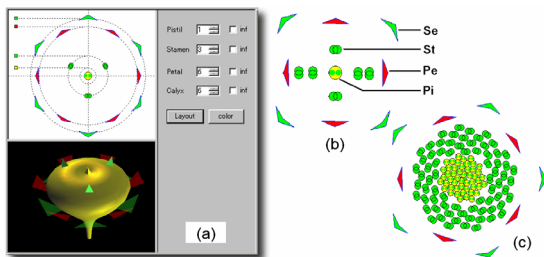 Pistil 1 inf
Stamen 3 inf
Petal 6 inf
Calyx 6 inf
Layout color
(a)
Se
St
Pe
Pi
(b)
(c)